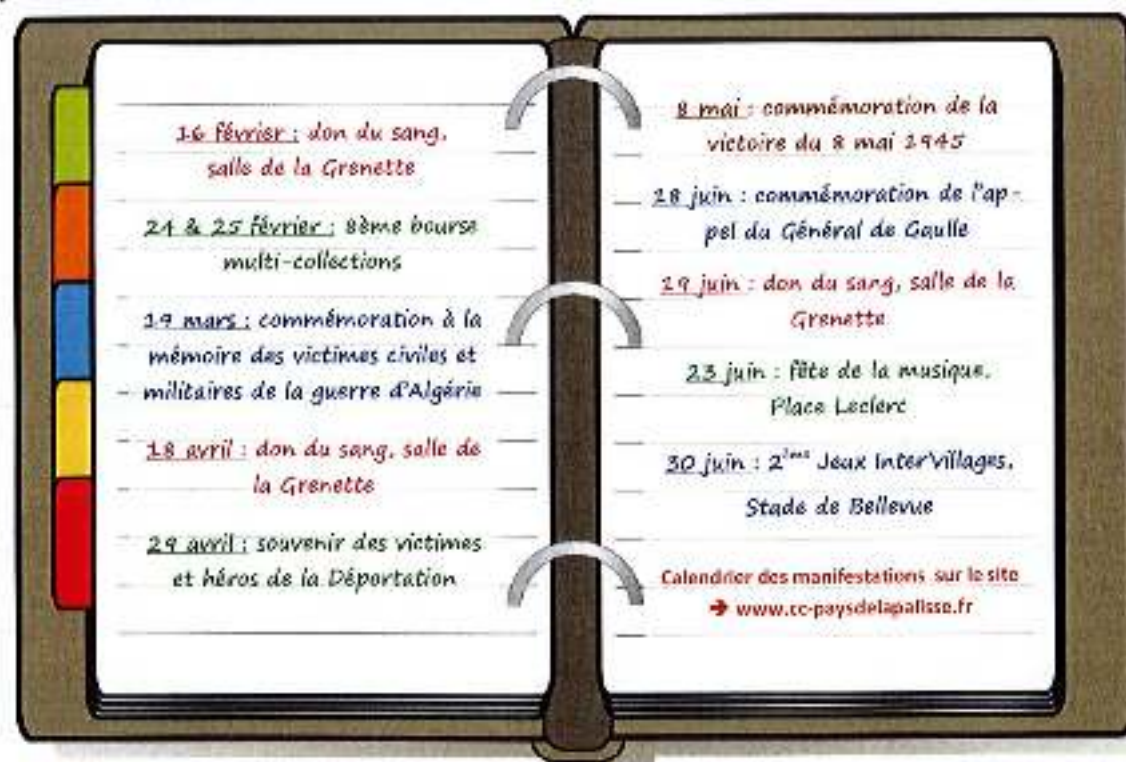 16 février : don du sang,
salle de la Grenette
24 & 25 février : 8ème bourse
multi-collections
19 mars : commémoration à la
mémoire des victimes civiles et
militaires de la guerre d'Algérie
18 avril : don du sang, salle de
la Grenette
29 avril : souvenir des victimes
et héros de la Déportation
8 mai : commémoration de la
victoire du 8 mai 1945
18 juin : commémoration de l'ap-
pel du Général de Gaulle
19 juin : don du sang, salle de la
Grenette
23 juin : fête de la musique,
Place Leclerc
30 juin : 2èmes Jeux Inter'Villages,
Stade de Bellevue
Calendrier des manifestations sur le site
➔ www.cc-paysdelapalisse.fr